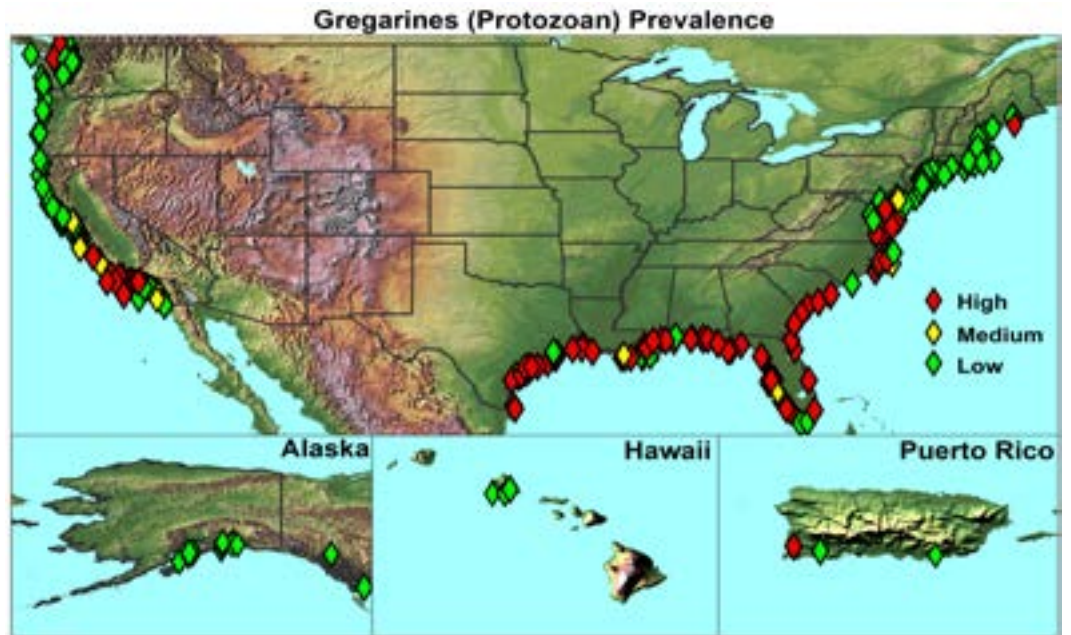 Gregarines (Protozoan) Prevalence
High
Medium
Low
Alaska
Hawaii
Puerto Rico